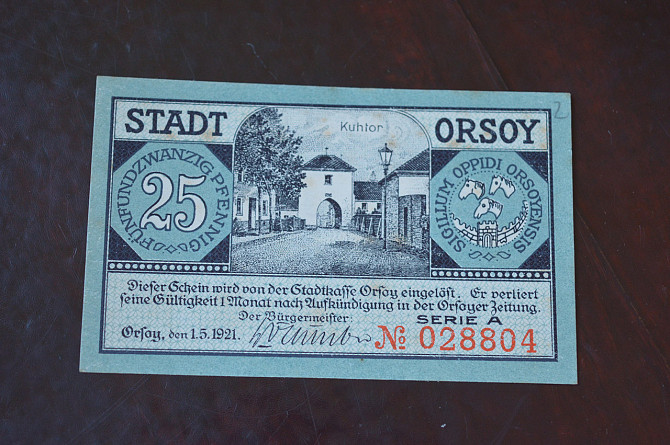 STADT ORSOY
Kuhtor
FÜNFUNDZWANZIG PFENNIG
25
SIGILLUM OPPIDI ORSOYENSIS
Dieser Schein wird von der Stadtkasse Orsoy eingelöst. Er verliert
seine Gültigkeit 1 Monat nach Aufkündigung in der Orsoyer Zeitung.
Der Bürgermeister:
SERIE A
Orsoy, den 1.5.1921.
№ 028804
2